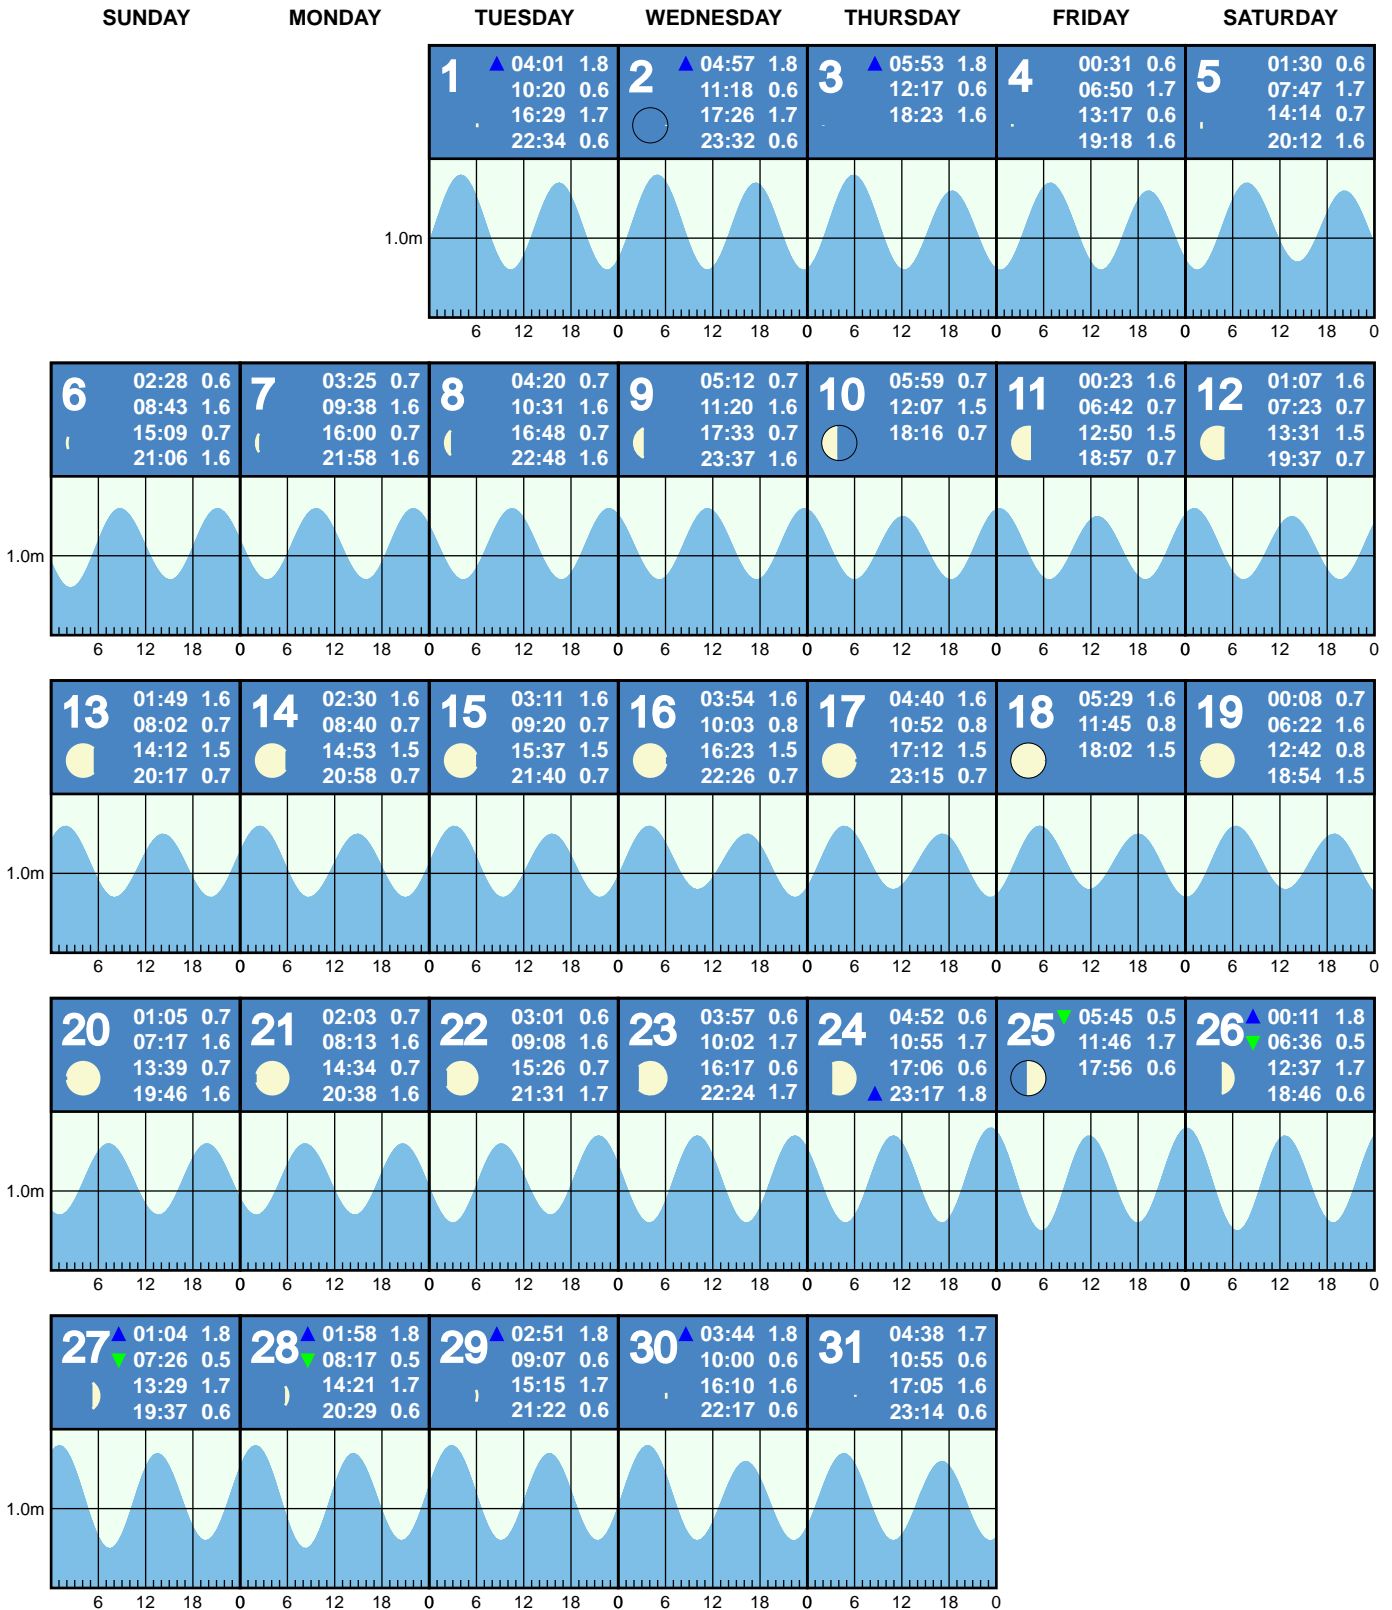 SUNDAY MONDAY TUESDAY WEDNESDAY THURSDAY FRIDAY SATURDAY
1 04:01 1.8
10:20 0.6
16:29 1.7
22:34 0.6
2 04:57 1.8
11:18 0.6
17:26 1.7
23:32 0.6
3 05:53 1.8
12:17 0.6
18:23 1.6
4 00:31 0.6
06:50 1.7
13:17 0.6
19:18 1.6
5 01:30 0.6
07:47 1.7
14:14 0.7
20:12 1.6
1.0m
6 12 18 0 6 12 18 0 6 12 18 0 6 12 18 0 6 12 18 0
6 02:28 0.6
08:43 1.6
15:09 0.7
21:06 1.6
7 03:25 0.7
09:38 1.6
16:00 0.7
21:58 1.6
8 04:20 0.7
10:31 1.6
16:48 0.7
22:48 1.6
9 05:12 0.7
11:20 1.6
17:33 0.7
23:37 1.6
10 05:59 0.7
12:07 1.5
18:16 0.7
11 00:23 1.6
06:42 0.7
12:50 1.5
18:57 0.7
12 01:07 1.6
07:23 0.7
13:31 1.5
19:37 0.7
1.0m
6 12 18 0 6 12 18 0 6 12 18 0 6 12 18 0 6 12 18 0 6 12 18 0 6 12 18 0
13 01:49 1.6
08:02 0.7
14:12 1.5
20:17 0.7
14 02:30 1.6
08:40 0.7
14:53 1.5
20:58 0.7
15 03:11 1.6
09:20 0.7
15:37 1.5
21:40 0.7
16 03:54 1.6
10:03 0.8
16:23 1.5
22:26 0.7
17 04:40 1.6
10:52 0.8
17:12 1.5
23:15 0.7
18 05:29 1.6
11:45 0.8
18:02 1.5
19 00:08 0.7
06:22 1.6
12:42 0.8
18:54 1.5
1.0m
6 12 18 0 6 12 18 0 6 12 18 0 6 12 18 0 6 12 18 0 6 12 18 0 6 12 18 0
20 01:05 0.7
07:17 1.6
13:39 0.7
19:46 1.6
21 02:03 0.7
08:13 1.6
14:34 0.7
20:38 1.6
22 03:01 0.6
09:08 1.6
15:26 0.7
21:31 1.7
23 03:57 0.6
10:02 1.7
16:17 0.6
22:24 1.7
24 04:52 0.6
10:55 1.7
17:06 0.6
23:17 1.8
25 05:45 0.5
11:46 1.7
17:56 0.6
26 00:11 1.8
06:36 0.5
12:37 1.7
18:46 0.6
1.0m
6 12 18 0 6 12 18 0 6 12 18 0 6 12 18 0 6 12 18 0 6 12 18 0 6 12 18 0
27 01:04 1.8
07:26 0.5
13:29 1.7
19:37 0.6
28 01:58 1.8
08:17 0.5
14:21 1.7
20:29 0.6
29 02:51 1.8
09:07 0.6
15:15 1.7
21:22 0.6
30 03:44 1.8
10:00 0.6
16:10 1.6
22:17 0.6
31 04:38 1.7
10:55 0.6
17:05 1.6
23:14 0.6
1.0m
6 12 18 0 6 12 18 0 6 12 18 0 6 12 18 0 6 12 18 0